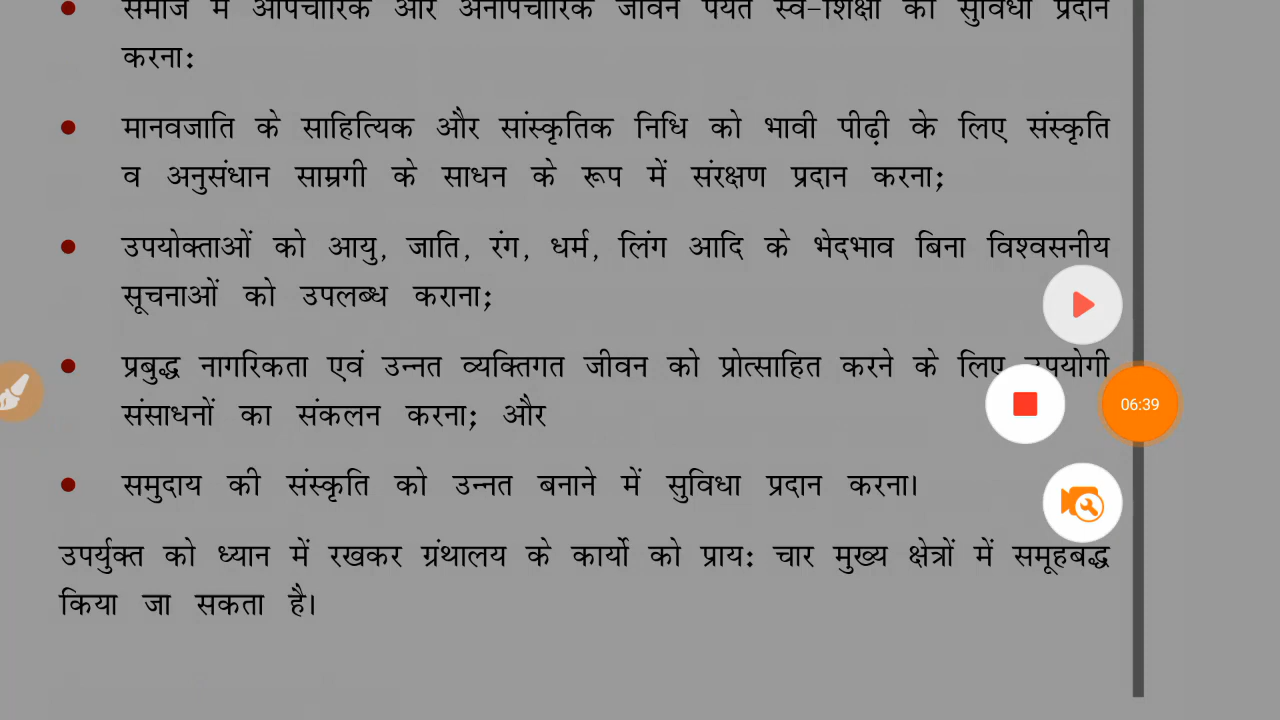 समाज में औपचारिक और अनौपचारिक जीवन पर्यंत स्व-शिक्षा की सुविधा प्रदान
करना:
मानवजाति के साहित्यिक और सांस्कृतिक निधि को भावी पीढ़ी के लिए संस्कृति
व अनुसंधान साम्रगी के साधन के रूप में संरक्षण प्रदान करना;
उपयोक्ताओं को आयु, जाति, रंग, धर्म, लिंग आदि के भेदभाव बिना विश्वसनीय
सूचनाओं को उपलब्ध कराना;
प्रबुद्ध नागरिकता एवं उन्नत व्यक्तिगत जीवन को प्रोत्साहित करने के लिए उपयोगी
संसाधनों का संकलन करना; और
06:39
समुदाय की संस्कृति को उन्नत बनाने में सुविधा प्रदान करना।
उपर्युक्त को ध्यान में रखकर ग्रंथालय के कार्यो को प्राय: चार मुख्य क्षेत्रों में समूहबद्ध
किया जा सकता है।